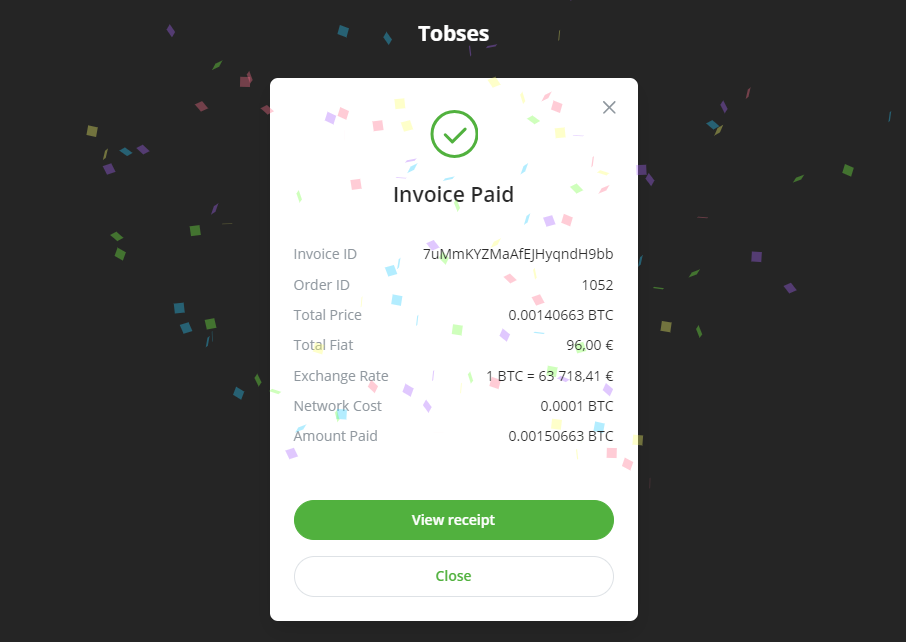 Tobses
Invoice Paid
Invoice ID 7uMmKYZMaAfEJHyqndH9bb
Order ID 1052
Total Price 0.00140663 BTC
Total Fiat 96,00 €
Exchange Rate 1 BTC = 63 718,41 €
Network Cost 0.0001 BTC
Amount Paid 0.00150663 BTC
View receipt
Close